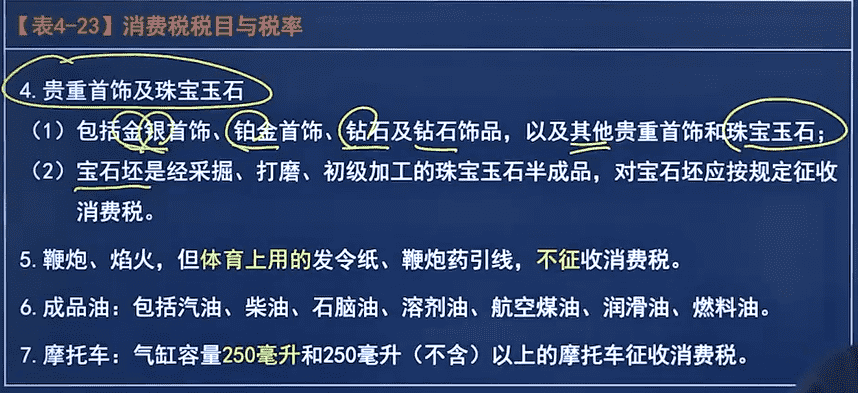 【表4-23】消费税税目与税率
4.贵重首饰及珠宝玉石
（1）包括金银首饰、铂金首饰、钻石及钻石饰品，以及其他贵重首饰和珠宝玉石；
（2）宝石坯是经采掘、打磨、初级加工的珠宝玉石半成品，对宝石坯应按规定征收
消费税。
5.鞭炮、焰火，但体育上用的发令纸、鞭炮药引线，不征收消费税。
6.成品油：包括汽油、柴油、石脑油、溶剂油、航空煤油、润滑油、燃料油。
7.摩托车：气缸容量250毫升和250毫升（不含）以上的摩托车征收消费税。